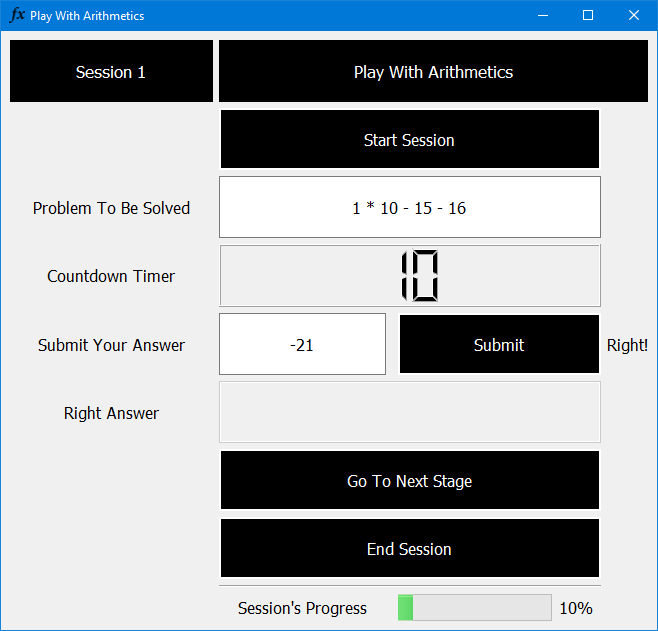 fx Play With Arithmetics
Session 1
Play With Arithmetics
Start Session
Problem To Be Solved
1 * 10 - 15 - 16
Countdown Timer
10
Submit Your Answer
-21
Submit
Right!
Right Answer
Go To Next Stage
End Session
Session's Progress
10%